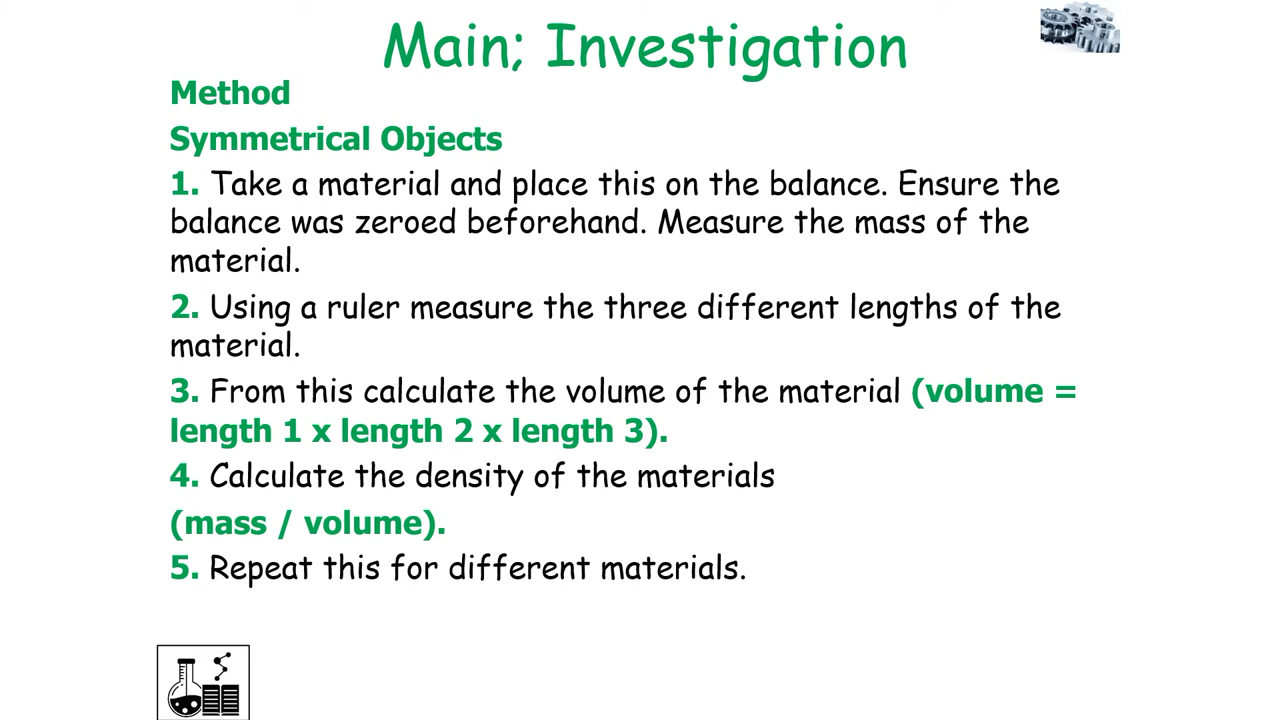 Main; Investigation
Method
Symmetrical Objects
1. Take a material and place this on the balance. Ensure the
balance was zeroed beforehand. Measure the mass of the
material.
2. Using a ruler measure the three different lengths of the
material.
3. From this calculate the volume of the material (volume =
length 1 x length 2 x length 3).
4. Calculate the density of the materials
(mass / volume).
5. Repeat this for different materials.